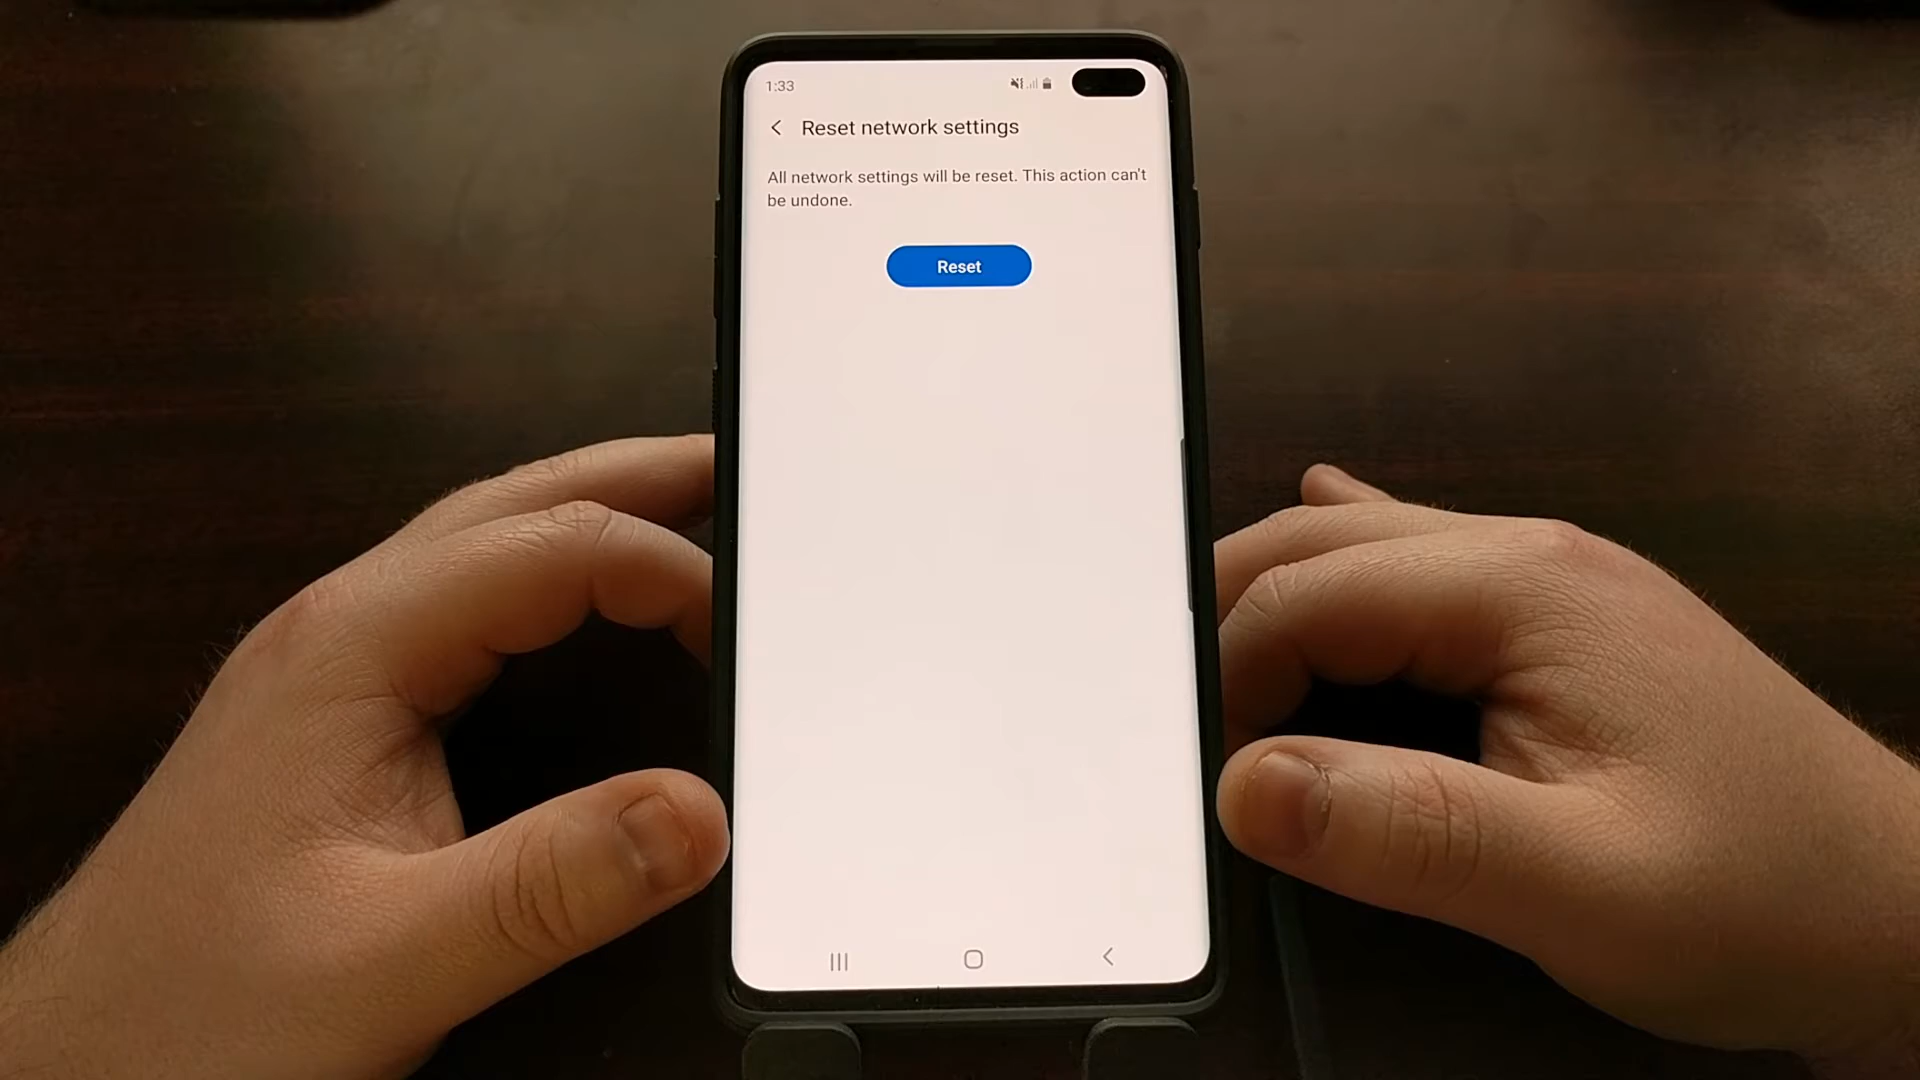 1:33
Reset network settings
All network settings will be reset. This action can't
be undone.
Reset